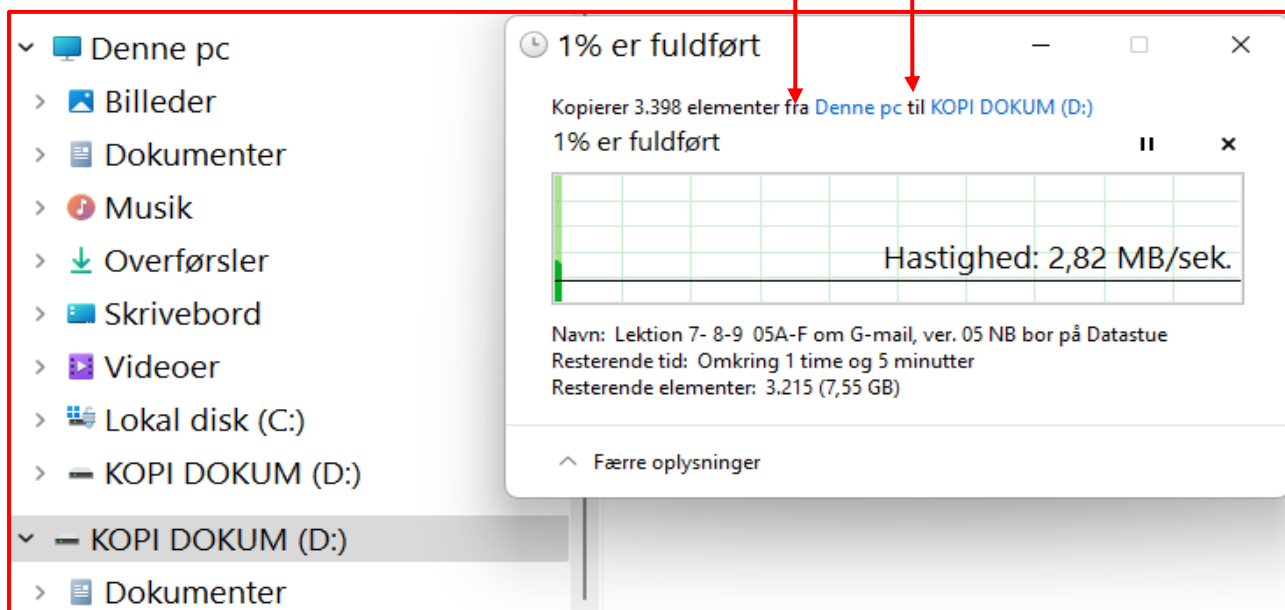 Denne pc
Billeder
Dokumenter
Musik
Overførsler
Skrivebord
Videoer
Lokal disk (C:)
KOPI DOKUM (D:)
KOPI DOKUM (D:)
Dokumenter
1% er fuldført
Kopierer 3.398 elementer fra Denne pc til KOPI DOKUM (D:)
1% er fuldført
Hastighed: 2,82 MB/sek.
Navn: Lektion 7- 8-9 05A-F om G-mail, ver. 05 NB bor på Datastue
Resterende tid: Omkring 1 time og 5 minutter
Resterende elementer: 3.215 (7,55 GB)
Færre oplysninger